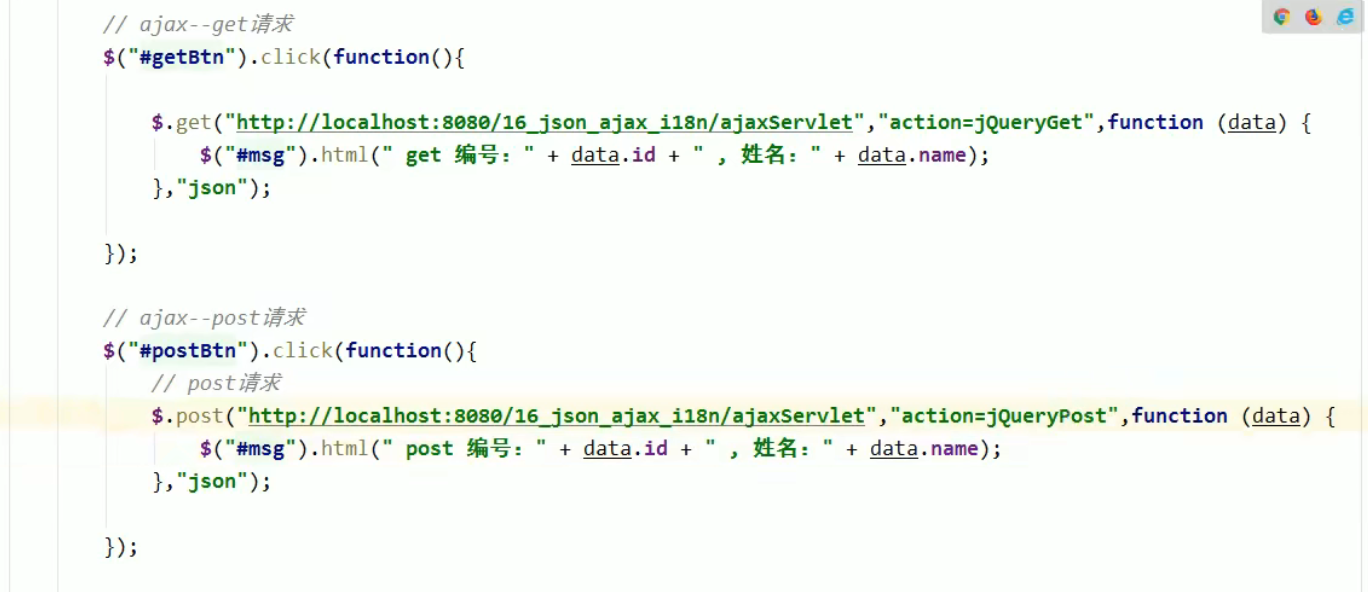 // ajax--get请求
$("#getBtn").click(function(){
$.get("http://localhost:8080/16_json_ajax_i18n/ajaxServlet","action=jQueryGet",function (data) {
$("#msg").html(" get 编号：" + data.id + " , 姓名：" + data.name);
},"json");
});
// ajax--post请求
$("#postBtn").click(function(){
// post请求
$.post("http://localhost:8080/16_json_ajax_i18n/ajaxServlet","action=jQueryPost",function (data) {
$("#msg").html(" post 编号：" + data.id + " , 姓名：" + data.name);
},"json");
});